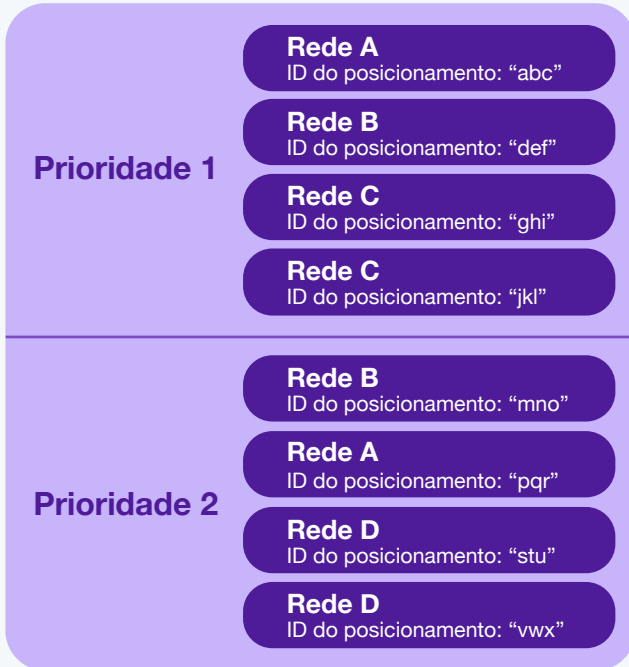 Prioridade 1
Rede A
ID do posicionamento: “abc”
Rede B
ID do posicionamento: “def”
Rede C
ID do posicionamento: “ghi”
Rede C
ID do posicionamento: “jkl”
Prioridade 2
Rede B
ID do posicionamento: “mno”
Rede A
ID do posicionamento: “pqr”
Rede D
ID do posicionamento: “stu”
Rede D
ID do posicionamento: “vwx”